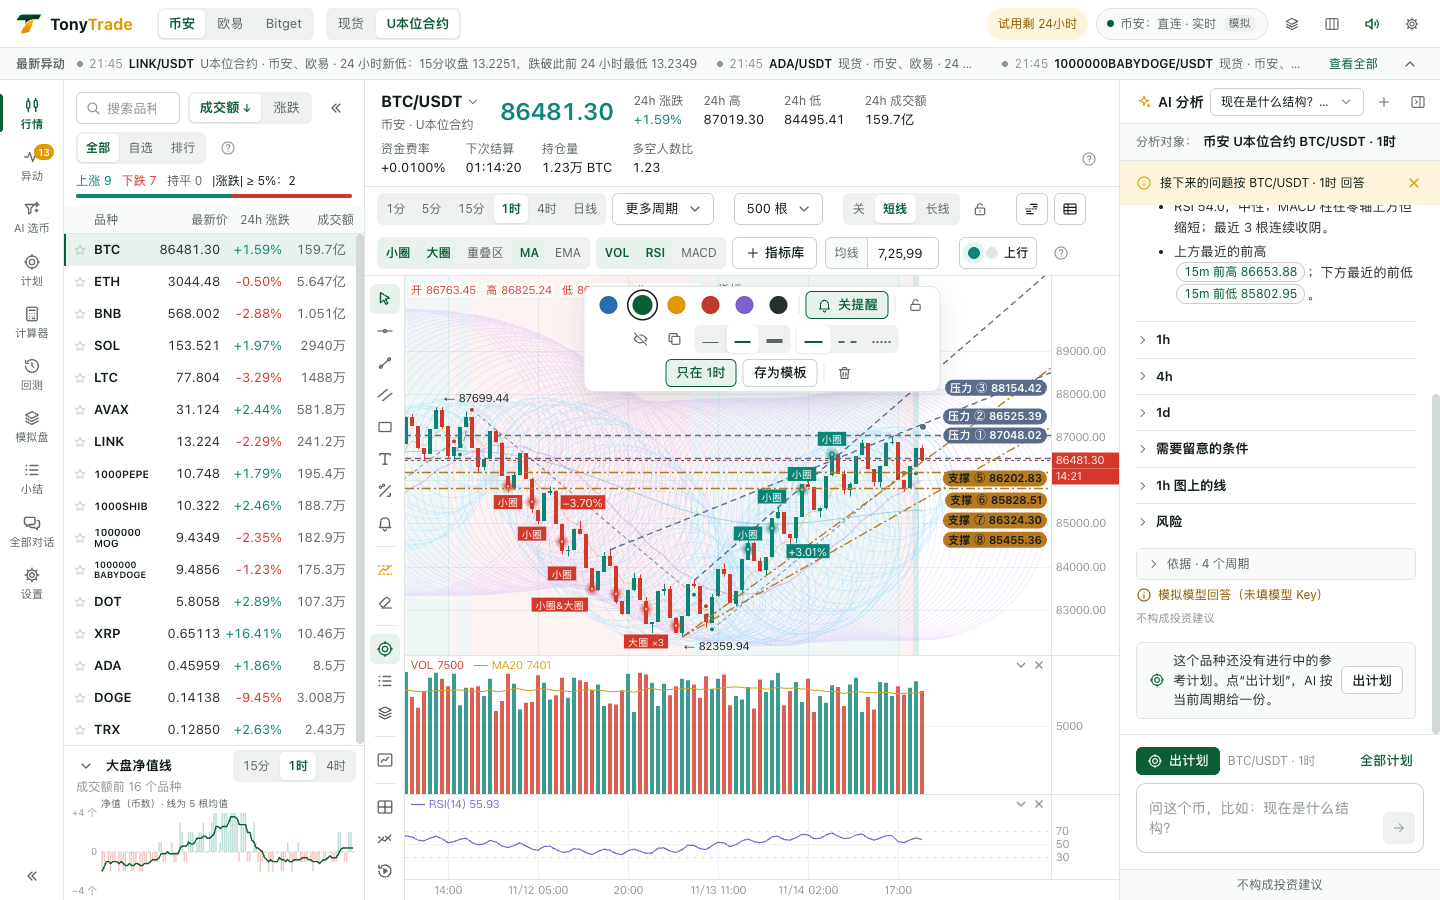 TonyTrade
币安 欧易 Bitget
现货 U本位合约
试用剩 24小时
币安：直连 · 实时 模拟
最新异动
21:45 LINK/USDT U本位合约 · 币安、欧易 · 24 小时新低：15分收盘 13.2251，跌破此前 24 小时最低 13.2349
21:45 ADA/USDT 现货 · 币安、欧易 · 24 ...
21:45 1000000BABYDOGE/USDT 现货 · 币安、...
查看全部
行情
13
异动
AI 选币
计划
计算器
回测
模拟盘
小结
全部对话
设置
搜索品种
成交额↓ 涨跌
全部 自选 排行
上涨 9 下跌 7 持平 0 |涨跌| ≥ 5%：2
品种 最新价 24h 涨跌 成交额
BTC 86481.30 +1.59% 159.7亿
ETH 3044.48 -0.50% 5.647亿
BNB 568.002 -2.88% 1.051亿
SOL 153.521 +1.97% 2940万
LTC 77.804 -3.29% 1488万
AVAX 31.124 +2.44% 581.8万
LINK 13.224 -2.29% 241.2万
1000PEPE 10.748 +1.79% 195.4万
1000SHIB 10.322 +2.46% 188.7万
1000000
MOG 9.4349 -2.35% 182.9万
1000000
BABYDOGE 9.4856 -1.23% 175.3万
DOT 5.8058 +2.89% 107.3万
XRP 0.65113 +16.41% 10.46万
ADA 0.45959 +1.86% 8.5万
DOGE 0.14138 -9.45% 3.008万
TRX 0.12850 +2.63% 2.43万
大盘净值线 15分 1时 4时
成交额前 16 个品种
净值（币数）· 线为 5 根均值
+4 个
0
−4 个
BTC/USDT
币安 · U本位合约
86481.30
24h 涨跌
+1.59%
24h 高
87019.30
24h 低
84495.41
24h 成交额
159.7亿
资金费率
+0.0100%
下次结算
01:14:20
持仓量
1.23万 BTC
多空人数比
1.23
1分 5分 15分 1时 4时 日线 更多周期 500 根 关 短线 长线
小圈 大圈 重叠区 MA EMA VOL RSI MACD 指标库 均线 7,25,99 上行
开 86763.45 高 86825.24
关提醒
只在 1时 存为模板
← 87699.44
小圈
小圈
小圈
小圈
小圈
小圈
小圈
小圈
−3.70%
+3.01%
小圈&大圈
大圈 ×3
← 82359.94
压力 ③ 88154.42
压力 ② 86525.39
压力 ① 87048.02
支撑 ⑤ 86202.83
支撑 ⑥ 85828.51
支撑 ⑦ 86324.30
支撑 ⑧ 85455.36
89000.00
88000.00
87000.00
86481.30
14:21
85000.00
84000.00
83000.00
VOL 7500 MA20 7401
5000
RSI(14) 55.93
70
50
30
14:00 11/12 05:00 20:00 11/13 11:00 11/14 02:00 17:00
AI 分析 现在是什么结构？...
分析对象： 币安 U本位合约 BTC/USDT · 1时
接下来的问题按 BTC/USDT · 1时 回答
RSI 54.0，中性；MACD 柱在零轴上方但
缩短；最近 3 根连续收阴。
上方最近的前高
15m 前高 86653.88 ；下方最近的前低
15m 前低 85802.95 。
1h
4h
1d
需要留意的条件
1h 图上的线
风险
依据 · 4 个周期
模拟模型回答（未填模型 Key）
不构成投资建议
这个品种还没有进行中的参
考计划。点“出计划”，AI 按
当前周期给一份。
出计划
出计划 BTC/USDT · 1时 全部计划
问这个币，比如：现在是什么结
构？
不构成投资建议